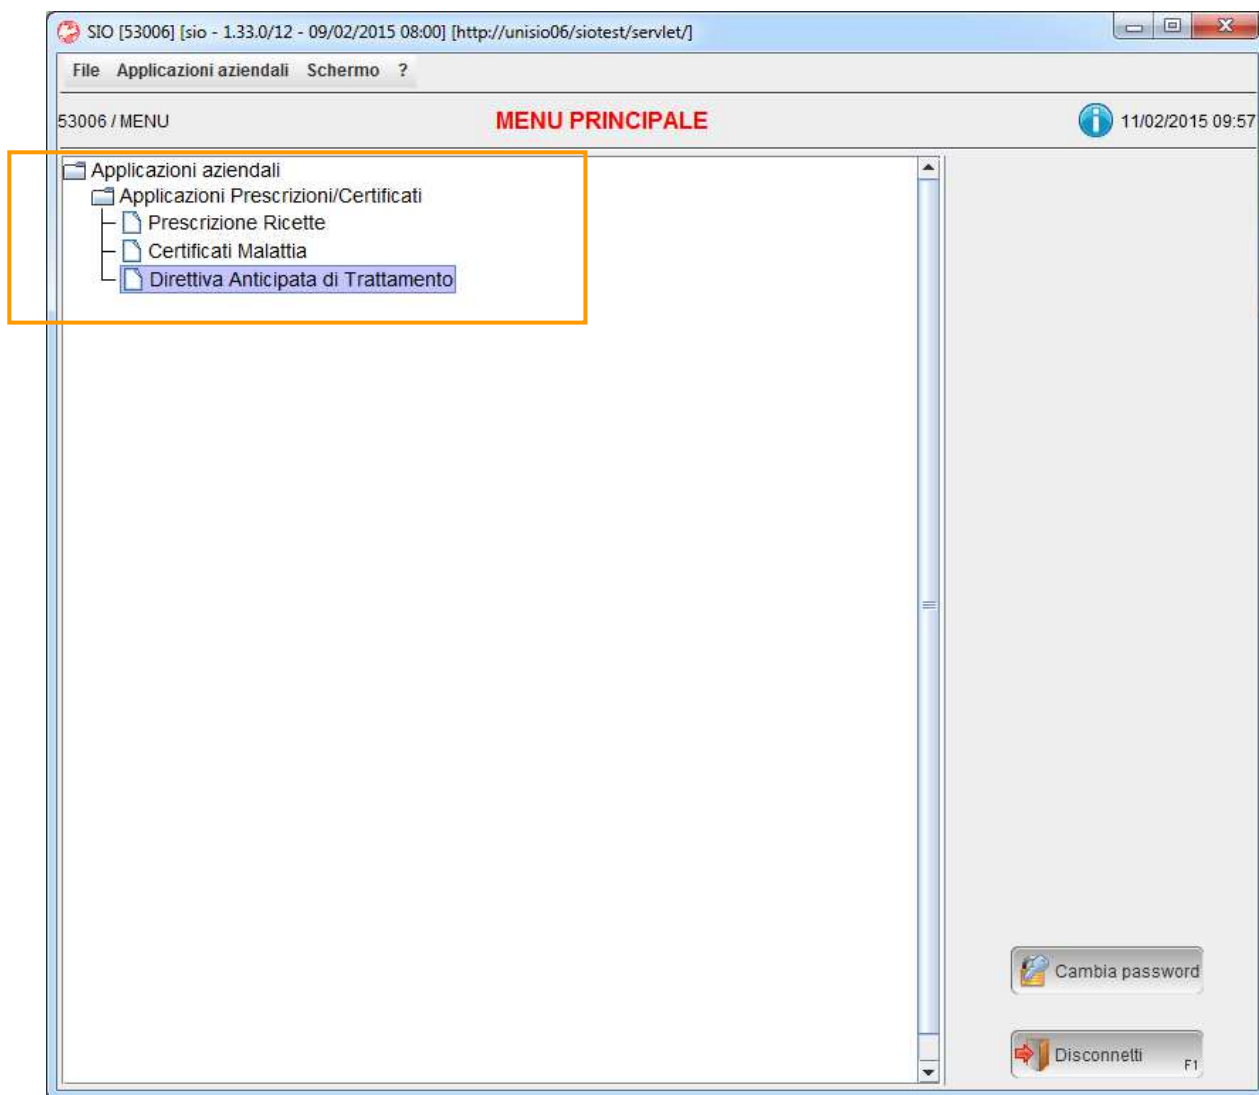 SIO [53006] [sio - 1.33.0/12 - 09/02/2015 08:00] [http://unisio06/siotest/servlet/]
File Applicazioni aziendali Schermo ?
53006 / MENU MENU PRINCIPALE 11/02/2015 09:57
Applicazioni aziendali
Applicazioni Prescrizioni/Certificati
Prescrizione Ricette
Certificati Malattia
Direttiva Anticipata di Trattamento
Cambia password
Disconnetti F1